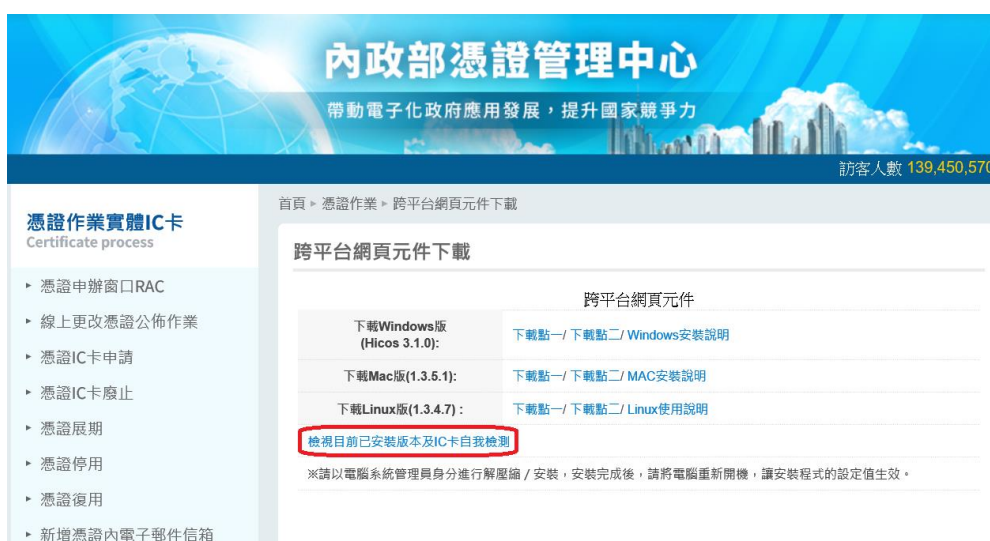 內政部憑證管理中心
帶動電子化政府應用發展，提升國家競爭力
訪客人數 139,450,570
憑證作業實體IC卡
Certificate process
憑證申辦窗口RAC
線上更改憑證公佈作業
憑證IC卡申請
憑證IC卡廢止
憑證展期
憑證停用
憑證復用
新增憑證內電子郵件信箱
首頁 ▸ 憑證作業 ▸ 跨平台網頁元件下載
跨平台網頁元件下載
跨平台網頁元件
下載Windows版
(Hicos 3.1.0):
下載點一/ 下載點二/ Windows安裝說明
下載Mac版(1.3.5.1):
下載點一/ 下載點二/ MAC安裝說明
下載Linux版(1.3.4.7) :
下載點一/ 下載點二/ Linux使用說明
檢視目前已安裝版本及IC卡自我檢測
※請以電腦系統管理員身分進行解壓縮 / 安裝，安裝完成後，請將電腦重新開機，讓安裝程式的設定值生效。